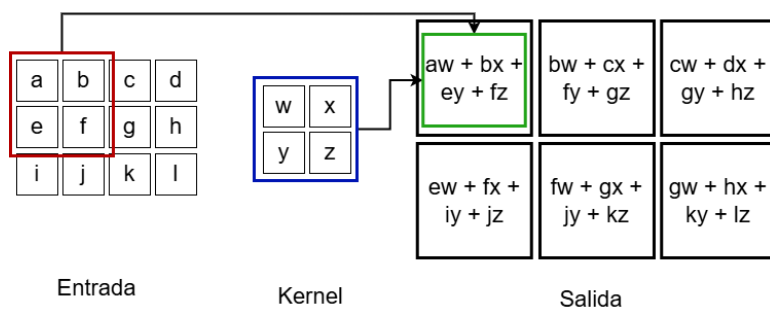 a b c d
e f g h
i j k l
Entrada
w x
y z
Kernel
aw + bx +
ey + fz
bw + cx +
fy + gz
cw + dx +
gy + hz
ew + fx +
iy + jz
fw + gx +
jy + kz
gw + hx +
ky + lz
Salida